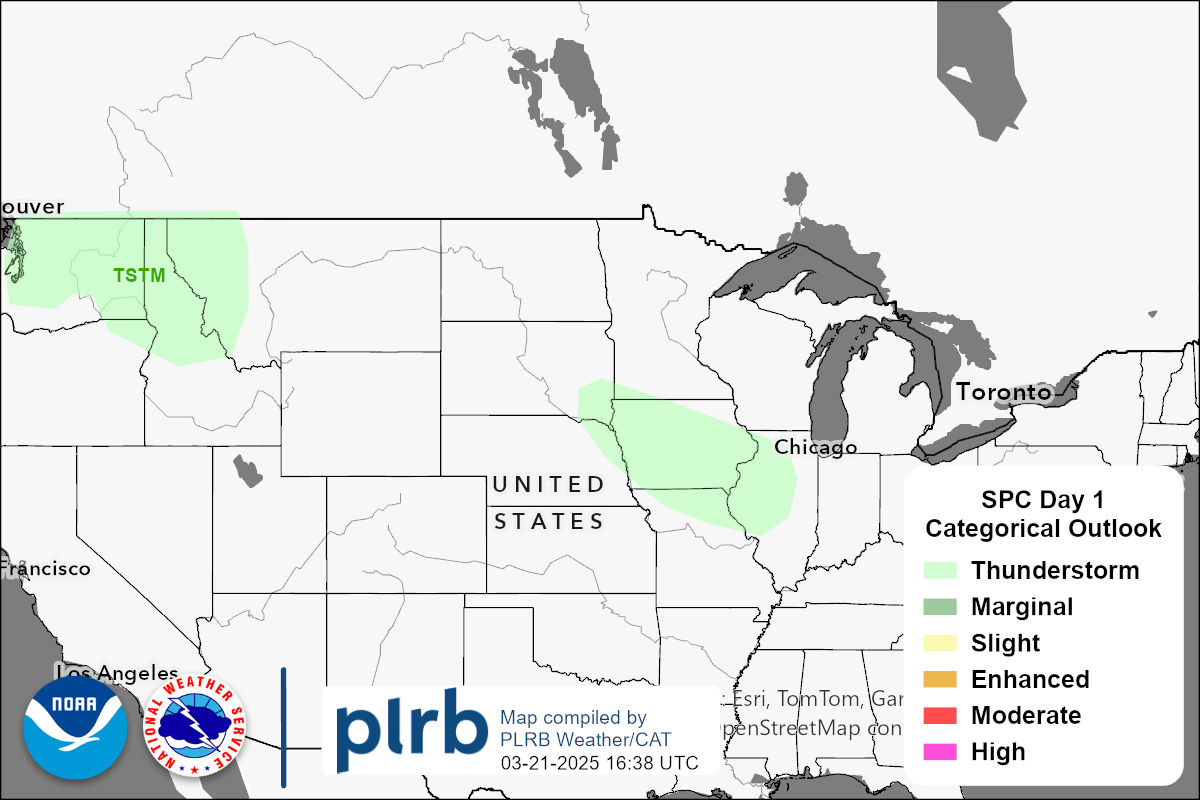 ouver
TSTM
Toronto
Chicago
UNITED
STATES
Francisco
Los Angeles
SPC Day 1
Categorical Outlook
Thunderstorm
Marginal
Slight
Enhanced
Moderate
High
NOAA
NATIONAL WEATHER SERVICE
plrb
Map compiled by
PLRB Weather/CAT
03-21-2025 16:38 UTC
: Esri, TomTom, Gar
penStreetMap con